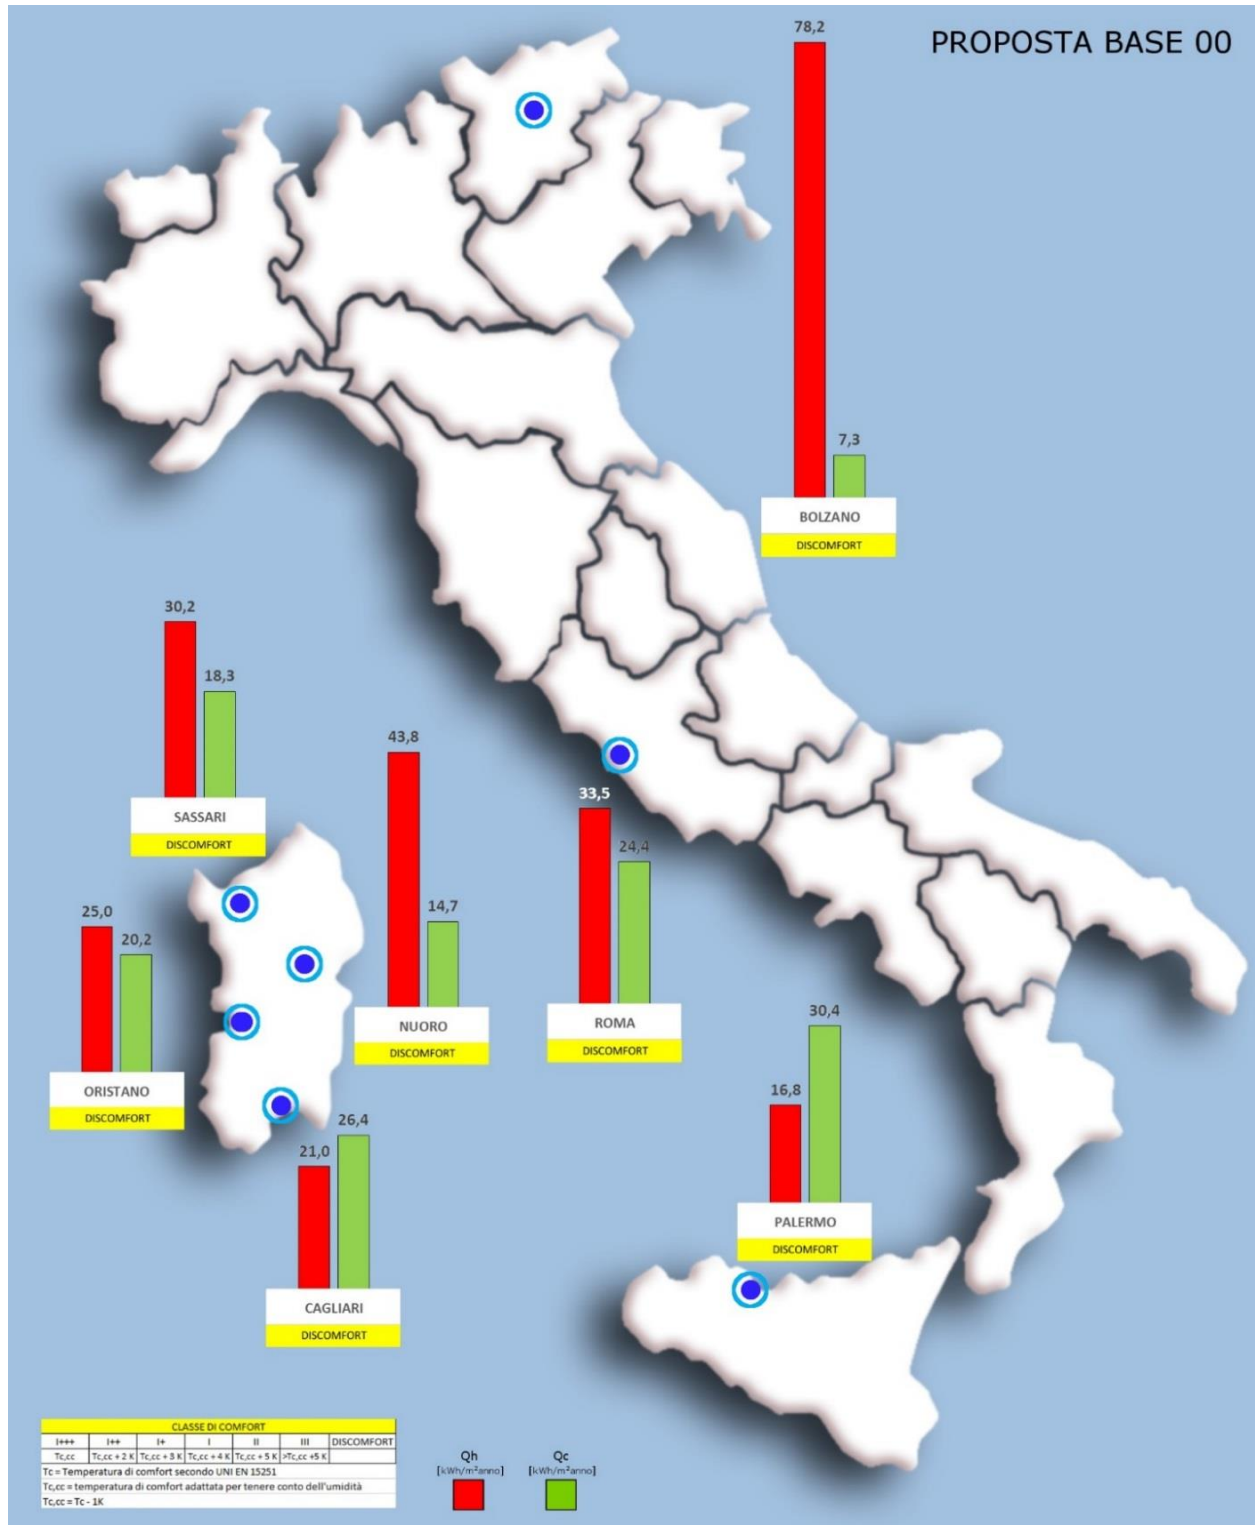 PROPOSTA BASE 00
78,2
7,3
BOLZANO
DISCOMFORT
30,2
18,3
SASSARI
DISCOMFORT
43,8
14,7
NUORO
DISCOMFORT
33,5
24,4
ROMA
DISCOMFORT
25,0
20,2
ORISTANO
DISCOMFORT
30,4
16,8
PALERMO
DISCOMFORT
26,4
21,0
CAGLIARI
DISCOMFORT
CLASSE DI COMFORT
I+++ I++ I+ I II III DISCOMFORT
Tc,cc Tc,cc + 2 K Tc,cc + 3 K Tc,cc + 4 K Tc,cc + 5 K >Tc,cc +5 K
Tc = Temperatura di comfort secondo UNI EN 15251
Tc,cc = temperatura di comfort adattata per tenere conto dell'umidità
Tc,cc = Tc - 1K
Qh Qc
[kWh/m²anno] [kWh/m²anno]